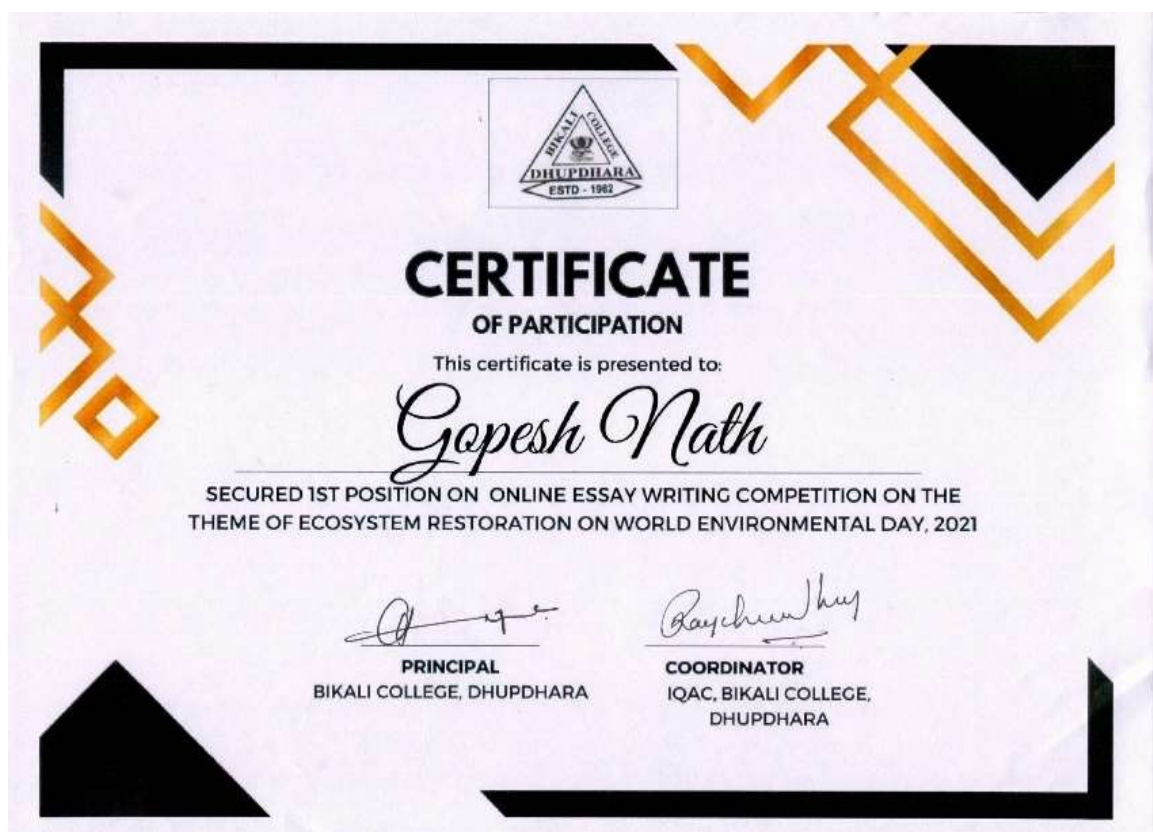 BIKALI COLLEGE
DHUPDHARA
ESTD - 1982
CERTIFICATE
OF PARTICIPATION
This certificate is presented to:
Gopesh Nath
SECURED 1ST POSITION ON ONLINE ESSAY WRITING COMPETITION ON THE
THEME OF ECOSYSTEM RESTORATION ON WORLD ENVIRONMENTAL DAY, 2021
Raychoudhury
PRINCIPAL
BIKALI COLLEGE, DHUPDHARA
COORDINATOR
IQAC, BIKALI COLLEGE,
DHUPDHARA